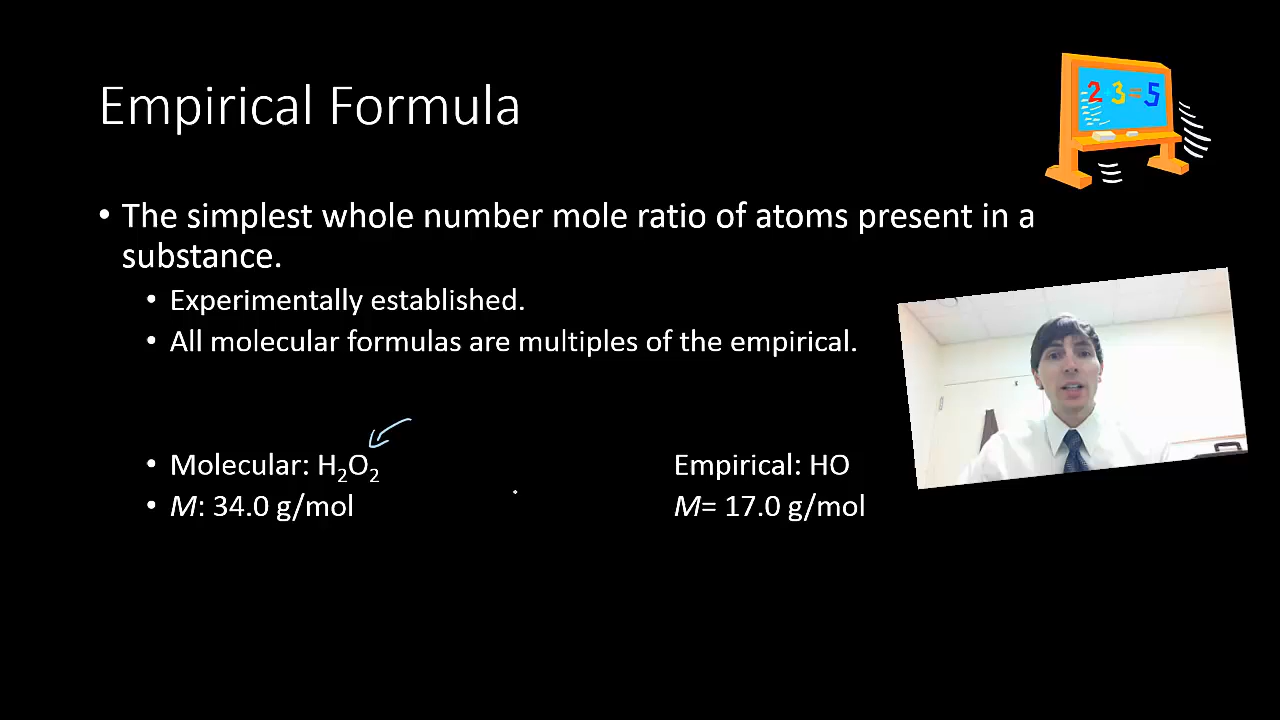 Empirical Formula
2+3=5
• The simplest whole number mole ratio of atoms present in a
substance.
• Experimentally established.
• All molecular formulas are multiples of the empirical.
• Molecular: H₂O₂
Empirical: HO
• M: 34.0 g/mol
M= 17.0 g/mol